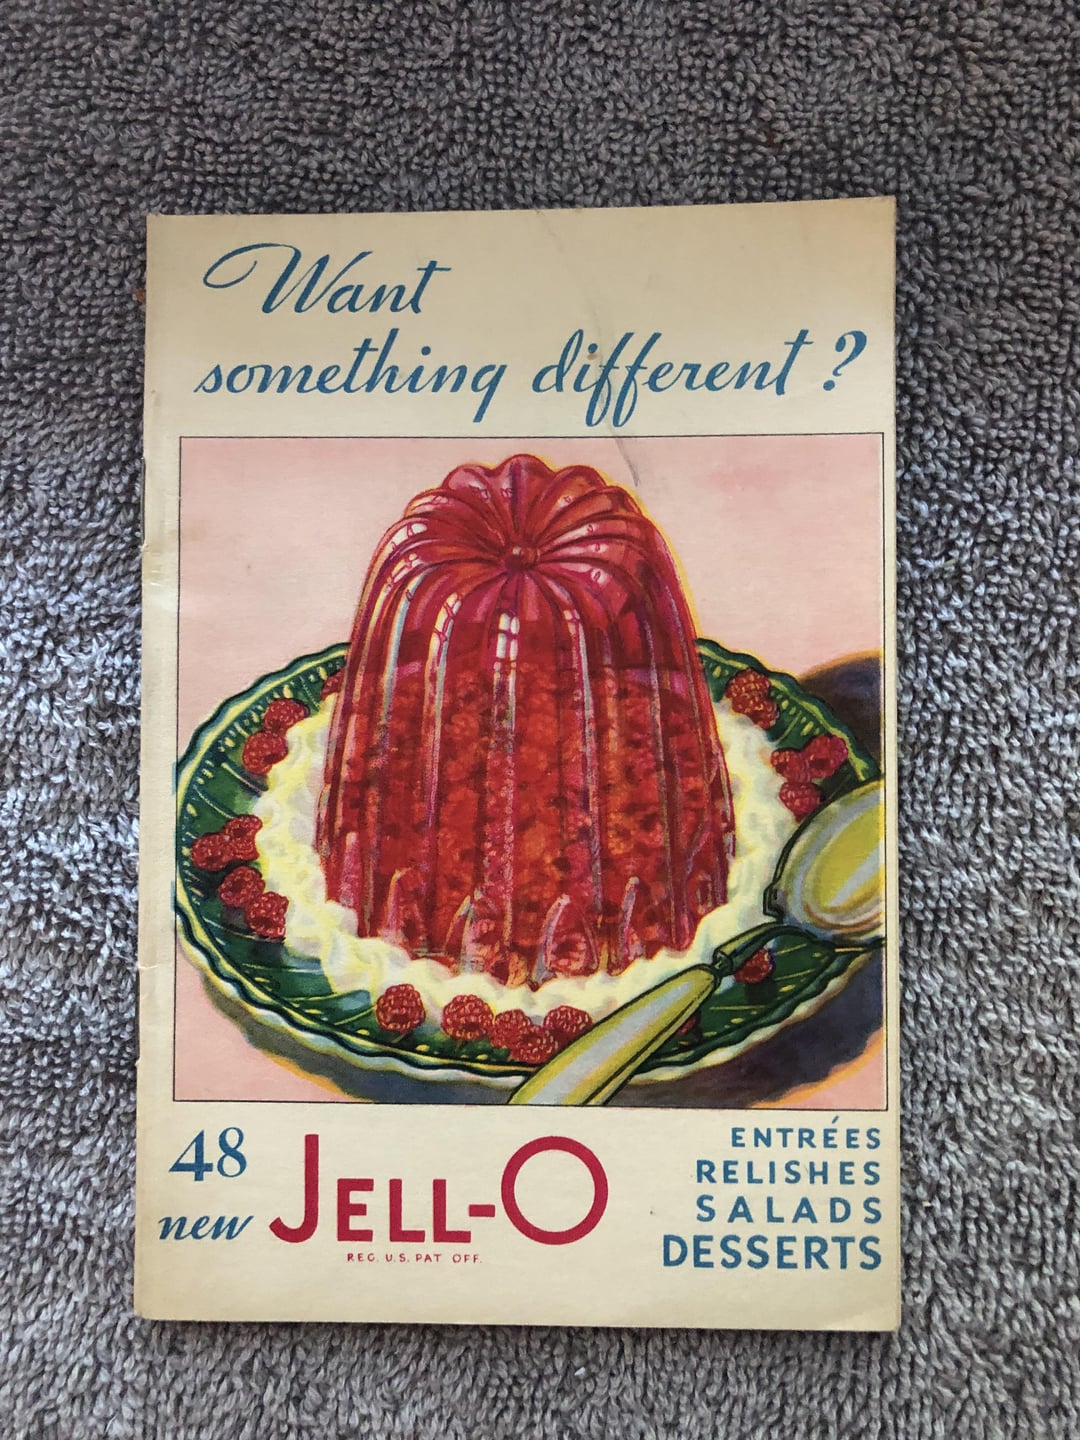 Want
something different?
48
new
JELL-O
REG. U.S. PAT OFF.
ENTRÉES
RELISHES
SALADS
DESSERTS